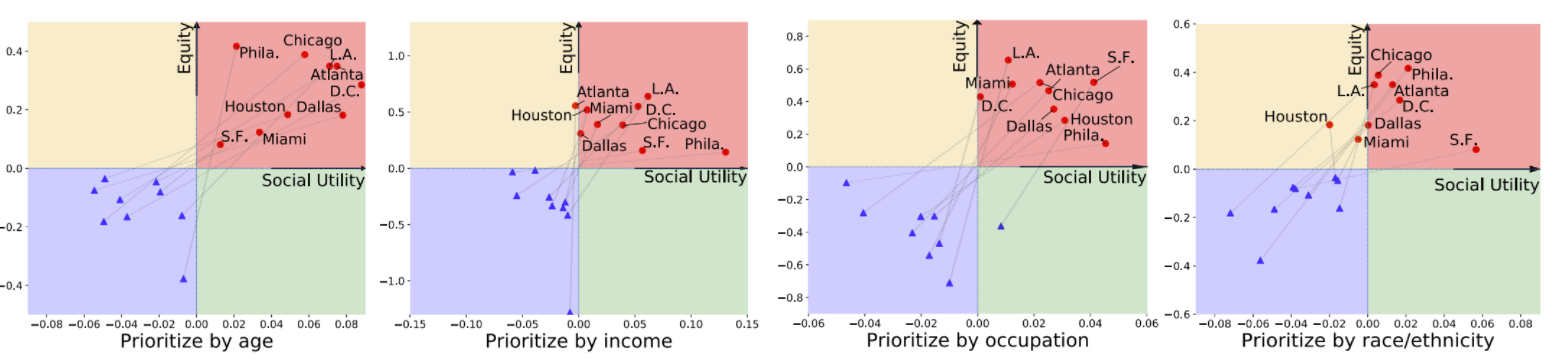 Equity
0.4
0.2
0.0
−0.2
−0.4
Phila.
Chicago
L.A.
Atlanta
D.C.
Houston
Dallas
S.F.
Miami
Social Utility
−0.08 −0.06 −0.04 −0.02 0.00 0.02 0.04 0.06 0.08
Prioritize by age
Equity
1.0
0.5
0.0
−0.5
−1.0
Atlanta
L.A.
Houston
Miami
D.C.
Chicago
Dallas
S.F.
Phila.
Social Utility
−0.15 −0.10 −0.05 0.00 0.05 0.10 0.15
Prioritize by income
Equity
0.8
0.6
0.4
0.2
0.0
−0.2
−0.4
−0.6
−0.8
L.A.
S.F.
Atlanta
Miami
Chicago
D.C.
Dallas
Houston
Phila.
Social Utility
−0.06 −0.04 −0.02 0.00 0.02 0.04 0.06
Prioritize by occupation
Equity
0.6
0.4
0.2
0.0
−0.2
−0.4
−0.6
Chicago
Phila.
L.A.
Atlanta
D.C.
Houston
Dallas
Miami
S.F.
Social Utility
−0.08 −0.06 −0.04 −0.02 0.00 0.02 0.04 0.06 0.08
Prioritize by race/ethnicity